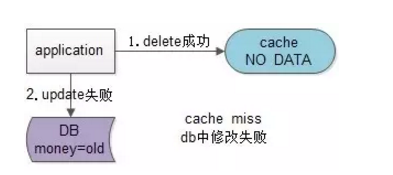 application
1.delete成功
cache
NO DATA
2.update失败
DB
money=old
cache miss
db中修改失败